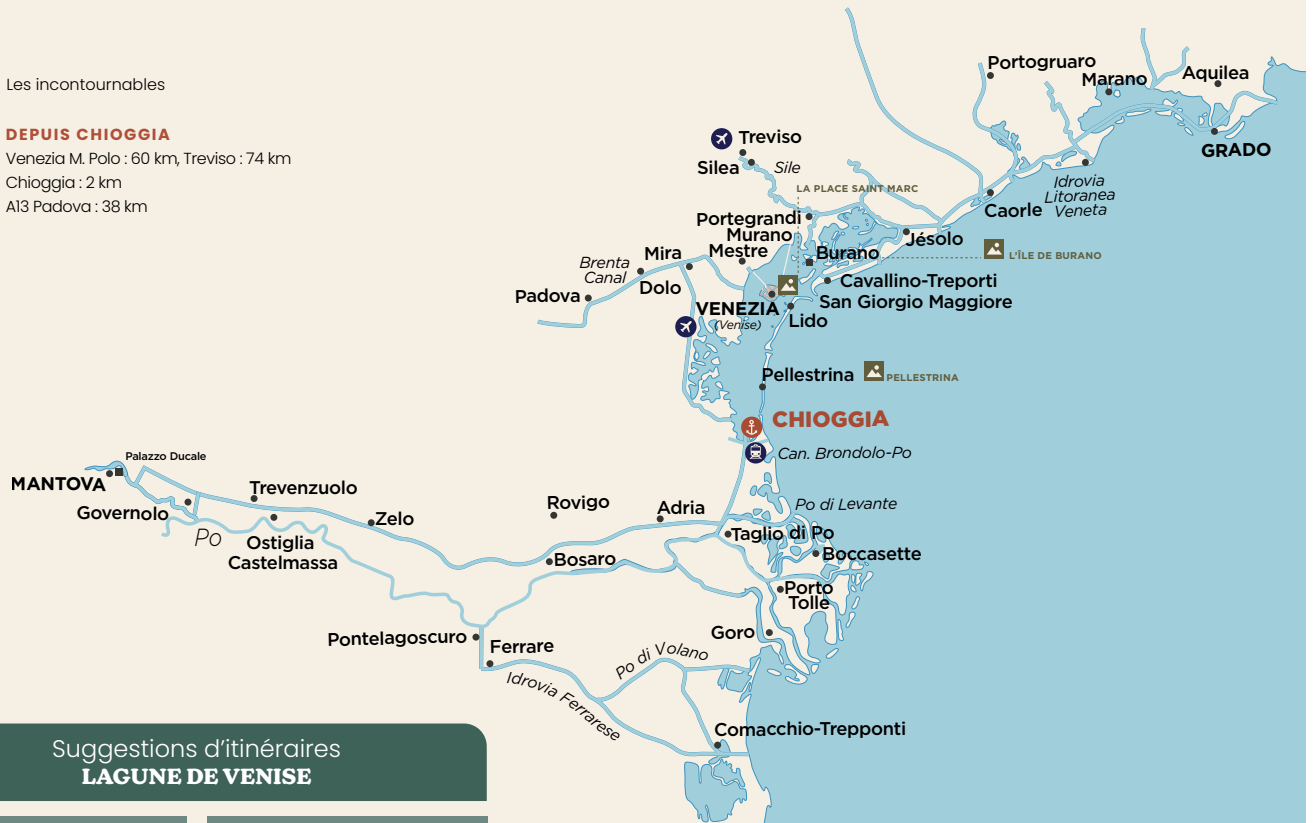 Les incontournables
DEPUIS CHIOGGIA
Venezia M. Polo : 60 km, Treviso : 74 km
Chioggia : 2 km
A13 Padova : 38 km
Portogruaro
Marano
Aquilea
GRADO
Treviso
Silea
Sile
LA PLACE SAINT MARC
Idrovia
Litoranea
Veneta
Caorle
Portegrandi
Murano
Mestre
Burano
Jésolo
L'ÎLE DE BURANO
Mira
Brenta
Canal
Dolo
Padova
Cavallino-Treporti
San Giorgio Maggiore
VENEZIA
(Venise)
Lido
Pellestrina
PELLESTRINA
CHIOGGIA
Can. Brondolo-Po
Palazzo Ducale
MANTOVA
Governolo
Trevenzuolo
Zelo
Po
Ostiglia
Castelmassa
Rovigo
Adria
Bosaro
Po di Levante
Taglio di Po
Boccasette
Porto
Tolle
Goro
Pontelagoscuro
Ferrare
Po di Volano
Idrovia Ferrarese
Comacchio-Trepponti
Suggestions d'itinéraires
LAGUNE DE VENISE